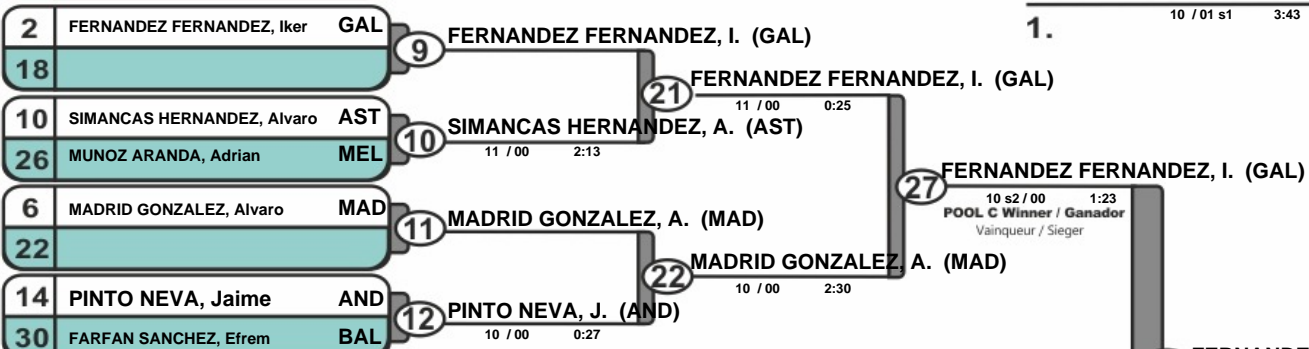 2 FERNANDEZ FERNANDEZ, Iker GAL
18
9 FERNANDEZ FERNANDEZ, I. (GAL)
10 SIMANCAS HERNANDEZ, Alvaro AST
26 MUNOZ ARANDA, Adrian MEL
10 SIMANCAS HERNANDEZ, A. (AST)
11 / 00 2:13
21 FERNANDEZ FERNANDEZ, I. (GAL)
11 / 00 0:25
6 MADRID GONZALEZ, Alvaro MAD
22
11 MADRID GONZALEZ, A. (MAD)
14 PINTO NEVA, Jaime AND
30 FARFAN SANCHEZ, Efrem BAL
12 PINTO NEVA, J. (AND)
10 / 00 0:27
22 MADRID GONZALEZ, A. (MAD)
10 / 00 2:30
27 FERNANDEZ FERNANDEZ, I. (GAL)
10 s2 / 00 1:23
POOL C Winner / Ganador
Vainqueur / Sieger
10 / 01 s1 3:43
1.